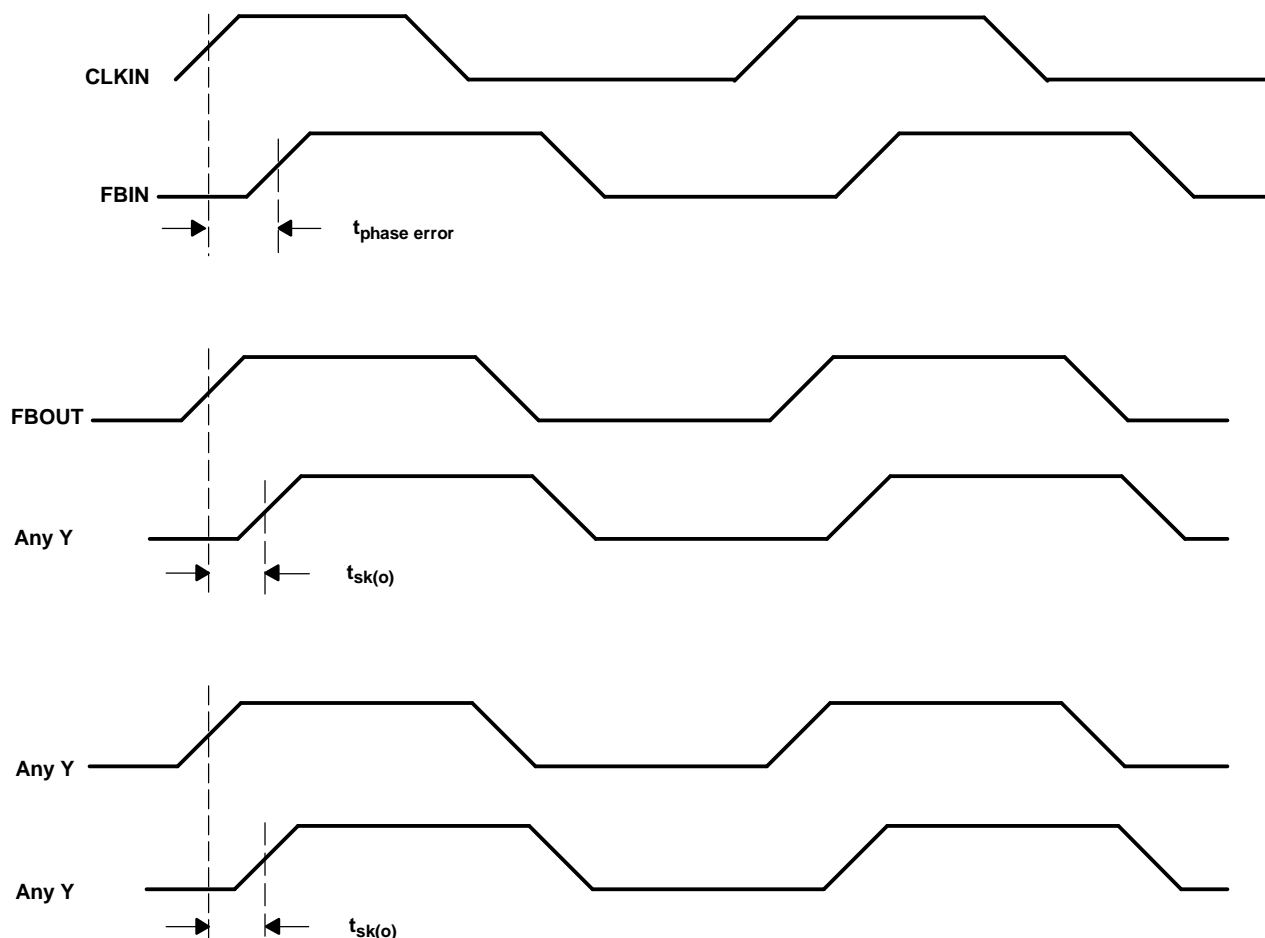 CLKIN
FBIN
tphase error
FBOUT
Any Y
tsk(o)
Any Y
Any Y
tsk(o)